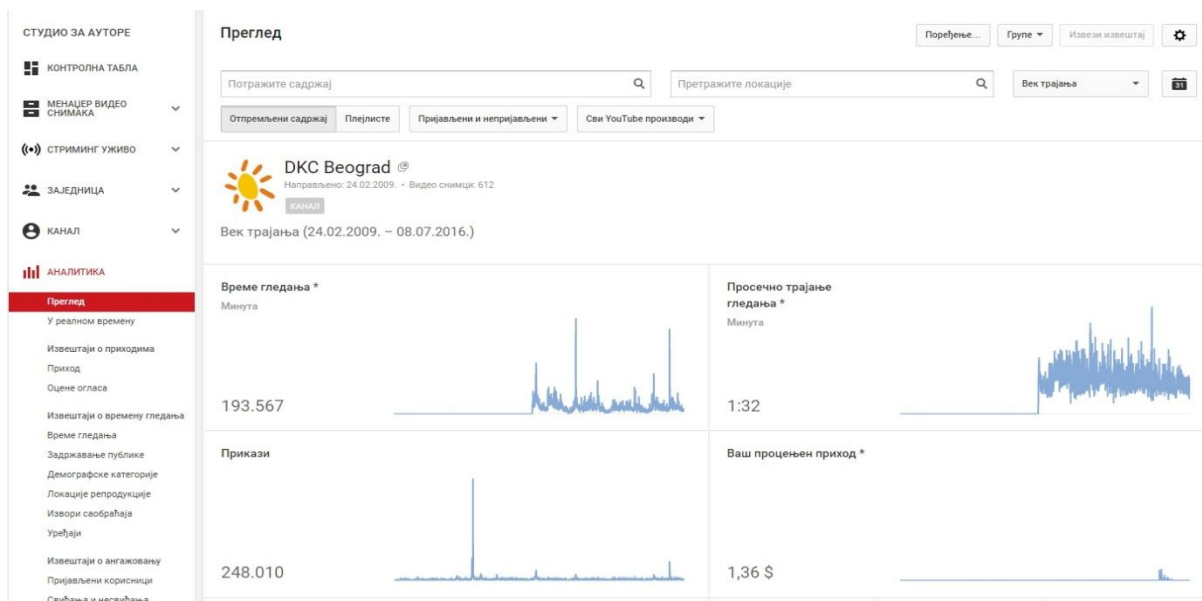 СТУДИО ЗА АУТОРЕ
КОНТРОЛНА ТАБЛА
МЕНАЏЕР ВИДЕО
СНИМАКА
СТРИМИНГ УЖИВО
ЗАЈЕДНИЦА
КАНАЛ
АНАЛИТИКА
Преглед
У реалном времену
Извештаји о приходима
Приход
Оцене огласа
Извештаји о времену гледања
Време гледања
Задржавање публике
Демографске категорије
Локације репродукције
Извори саобраћаја
Уређаји
Извештаји о ангажовању
Пријављени корисници
Свиђања и несвиђања
Преглед
Поређење...
Групе
Извези извештај
Потражите садржај
Претражите локације
Век трајања
31
Отпремљени садржај
Плејлисте
Пријављени и непријављени
Сви YouTube производи
DKC Beograd
Направљено: 24.02.2009. • Видео снимци: 612
КАНАЛ
Век трајања (24.02.2009. – 08.07.2016.)
Време гледања *
Минута
193.567
Просечно трајање
гледања *
Минута
1:32
Прикази
248.010
Ваш процењен приход *
1,36 $